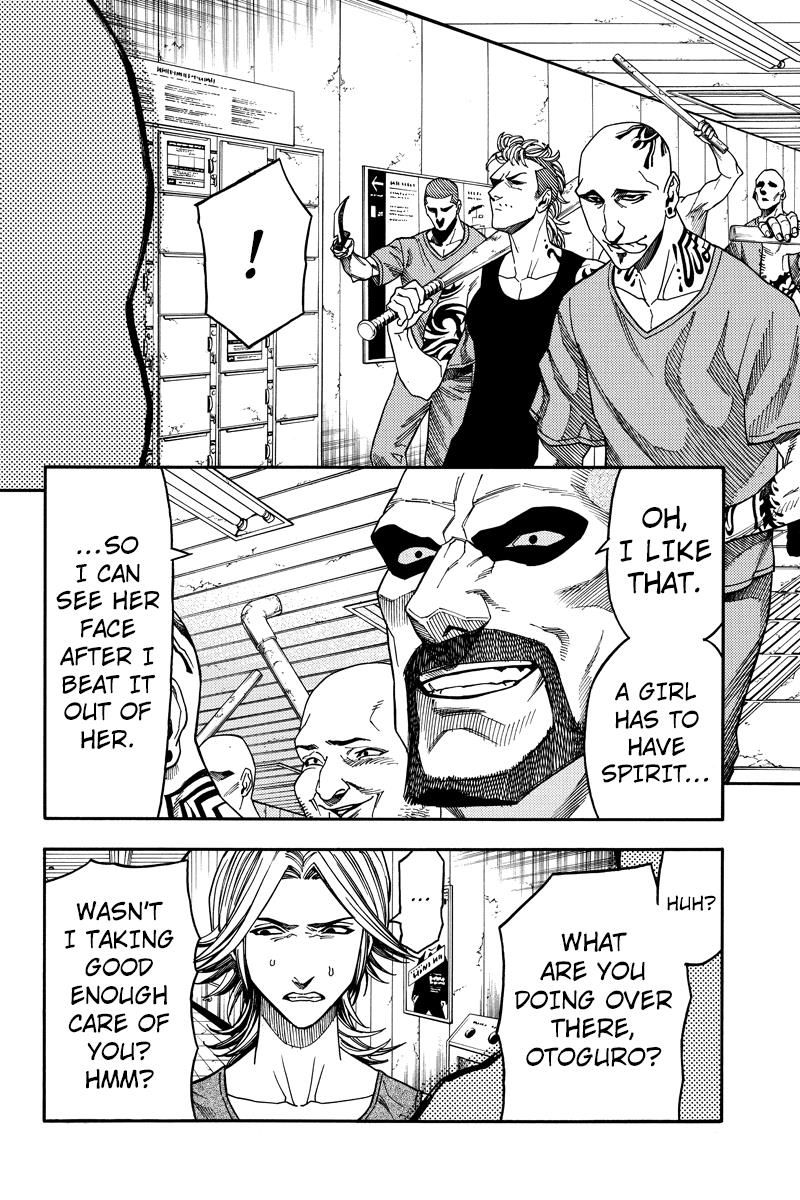 !
OH,
I LIKE
THAT.
A GIRL
HAS TO
HAVE
SPIRIT...
...SO
I CAN
SEE HER
FACE
AFTER I
BEAT IT
OUT OF
HER.
HUH?
WHAT
ARE YOU
DOING OVER
THERE,
OTOGURO?
...
WASN'T
I TAKING
GOOD
ENOUGH
CARE OF
YOU?
HMM?